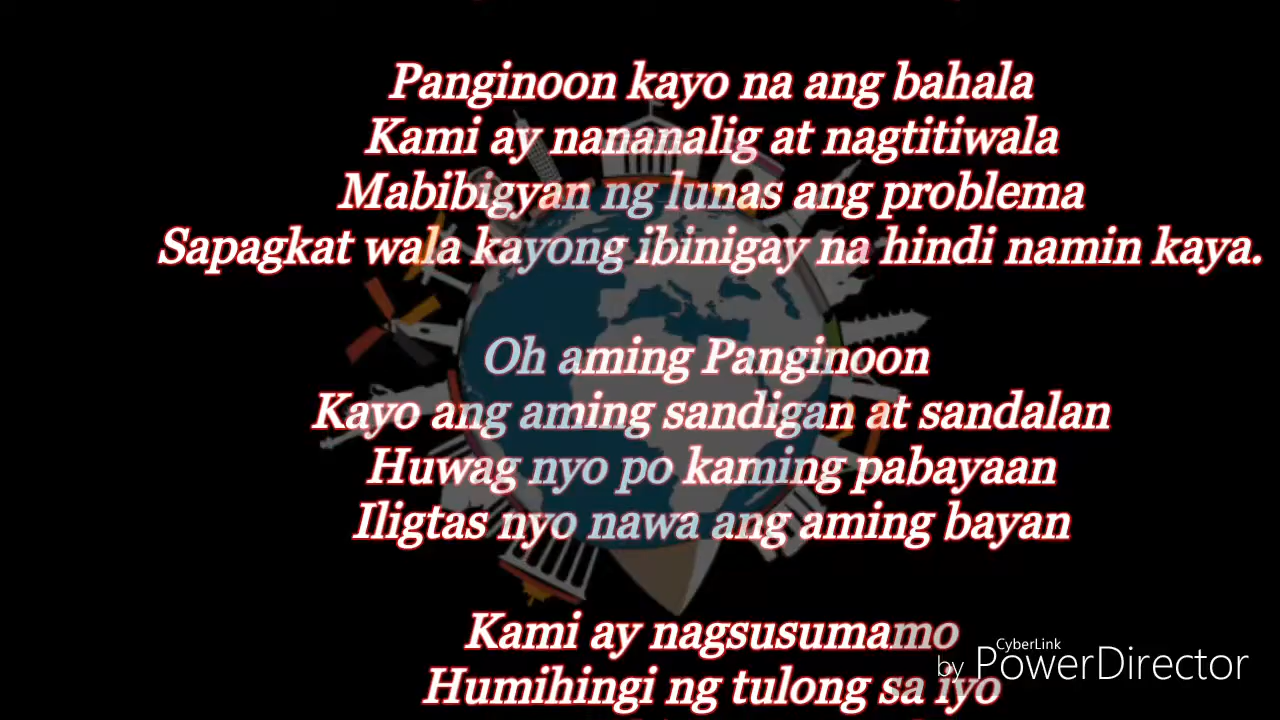 Panginoon kayo na ang bahala
Kami ay nananalig at nagtitiwala
Mabibigyan ng lunas ang problema
Sapagkat wala kayong ibinigay na hindi namin kaya.
Oh aming Panginoon
Kayo ang aming sandigan at sandalan
Huwag nyo po kaming pabayaan
Iligtas nyo nawa ang aming bayan
Kami ay nagsusumamo
Humihingi ng tulong sa iyo
CyberLink
by PowerDirector